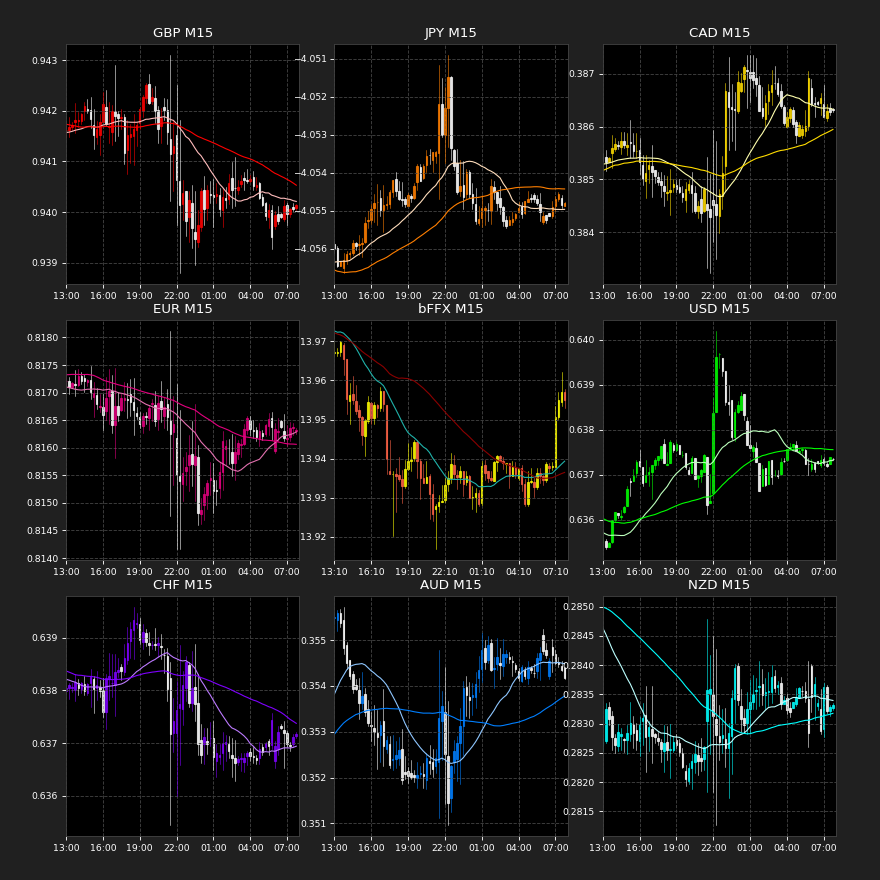 GBP M15
0.943
0.942
0.941
0.940
0.939
13:00 16:00 19:00 22:00 01:00 04:00 07:00
JPY M15
−4.051
−4.052
−4.053
−4.054
−4.055
−4.056
13:00 16:00 19:00 22:00 01:00 04:00 07:00
CAD M15
0.387
0.386
0.385
0.384
13:00 16:00 19:00 22:00 01:00 04:00 07:00
EUR M15
0.8180
0.8175
0.8170
0.8165
0.8160
0.8155
0.8150
0.8145
0.8140
13:00 16:00 19:00 22:00 01:00 04:00 07:00
bFFX M15
13.97
13.96
13.95
13.94
13.93
13.92
13:10 16:10 19:10 22:10 01:10 04:10 07:10
USD M15
0.640
0.639
0.638
0.637
0.636
13:00 16:00 19:00 22:00 01:00 04:00 07:00
CHF M15
0.639
0.638
0.637
0.636
13:00 16:00 19:00 22:00 01:00 04:00 07:00
AUD M15
0.355
0.354
0.353
0.352
0.351
13:00 16:00 19:00 22:00 01:00 04:00 07:00
NZD M15
0.2850
0.2845
0.2840
0.2835
0.2830
0.2825
0.2820
0.2815
13:00 16:00 19:00 22:00 01:00 04:00 07:00